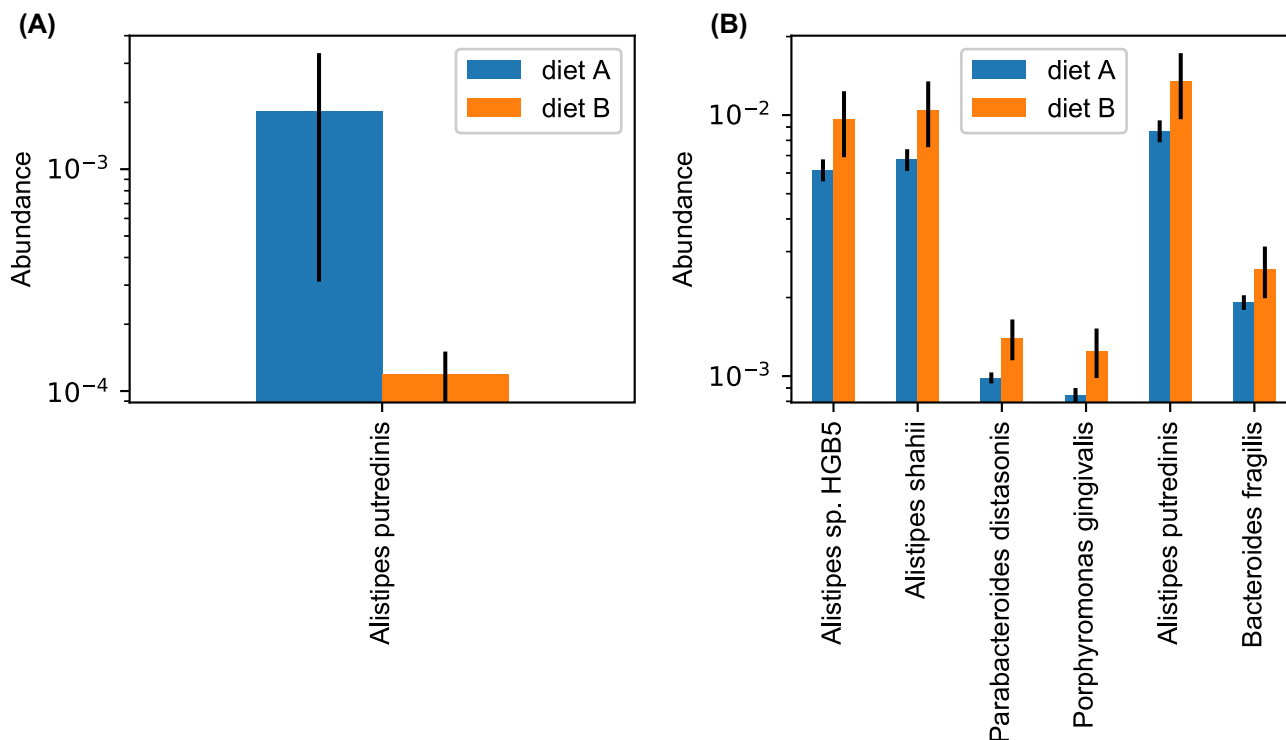 (A)
diet A
diet B
10⁻³
10⁻⁴
Abundance
Alistipes putredinis
(B)
diet A
diet B
10⁻²
10⁻³
Abundance
Alistipes sp. HGB5
Alistipes shahii
Parabacteroides distasonis
Porphyromonas gingivalis
Alistipes putredinis
Bacteroides fragilis